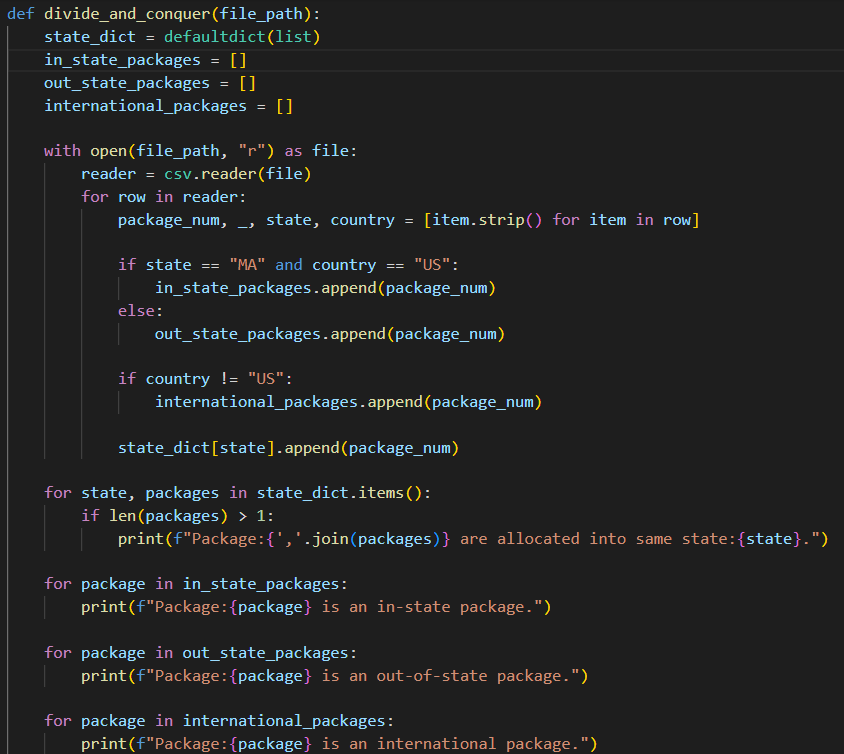 def divide_and_conquer(file_path):
    state_dict = defaultdict(list)
    in_state_packages = []
    out_state_packages = []
    international_packages = []

    with open(file_path, "r") as file:
        reader = csv.reader(file)
        for row in reader:
            package_num, _, state, country = [item.strip() for item in row]

            if state == "MA" and country == "US":
                in_state_packages.append(package_num)
            else:
                out_state_packages.append(package_num)

            if country != "US":
                international_packages.append(package_num)

            state_dict[state].append(package_num)

    for state, packages in state_dict.items():
        if len(packages) > 1:
            print(f"Package:{','.join(packages)} are allocated into same state:{state}.")

    for package in in_state_packages:
        print(f"Package:{package} is an in-state package.")

    for package in out_state_packages:
        print(f"Package:{package} is an out-of-state package.")

    for package in international_packages:
        print(f"Package:{package} is an international package.")